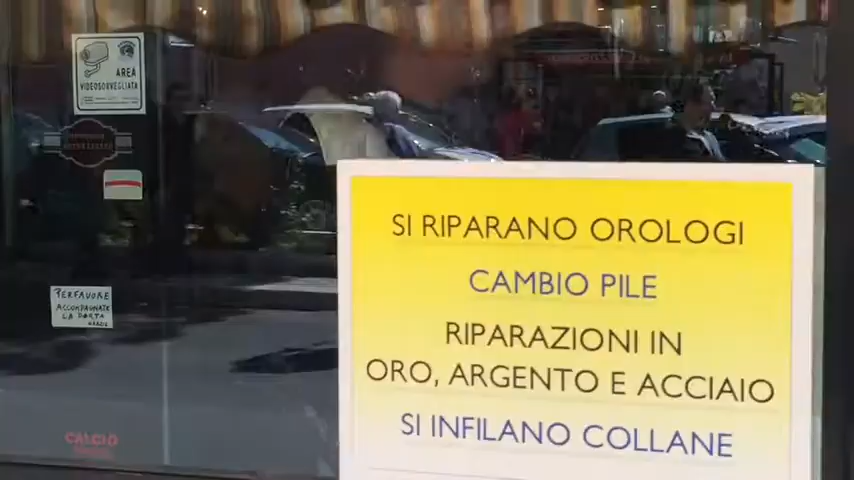 AREA
VIDEOSORVEGLIATA
PERFAVORE
ACCOMPAGNATE
LA PORTA
GRAZIE
CALCIO
SI RIPARANO OROLOGI
CAMBIO PILE
RIPARAZIONI IN
ORO, ARGENTO E ACCIAIO
SI INFILANO COLLANE